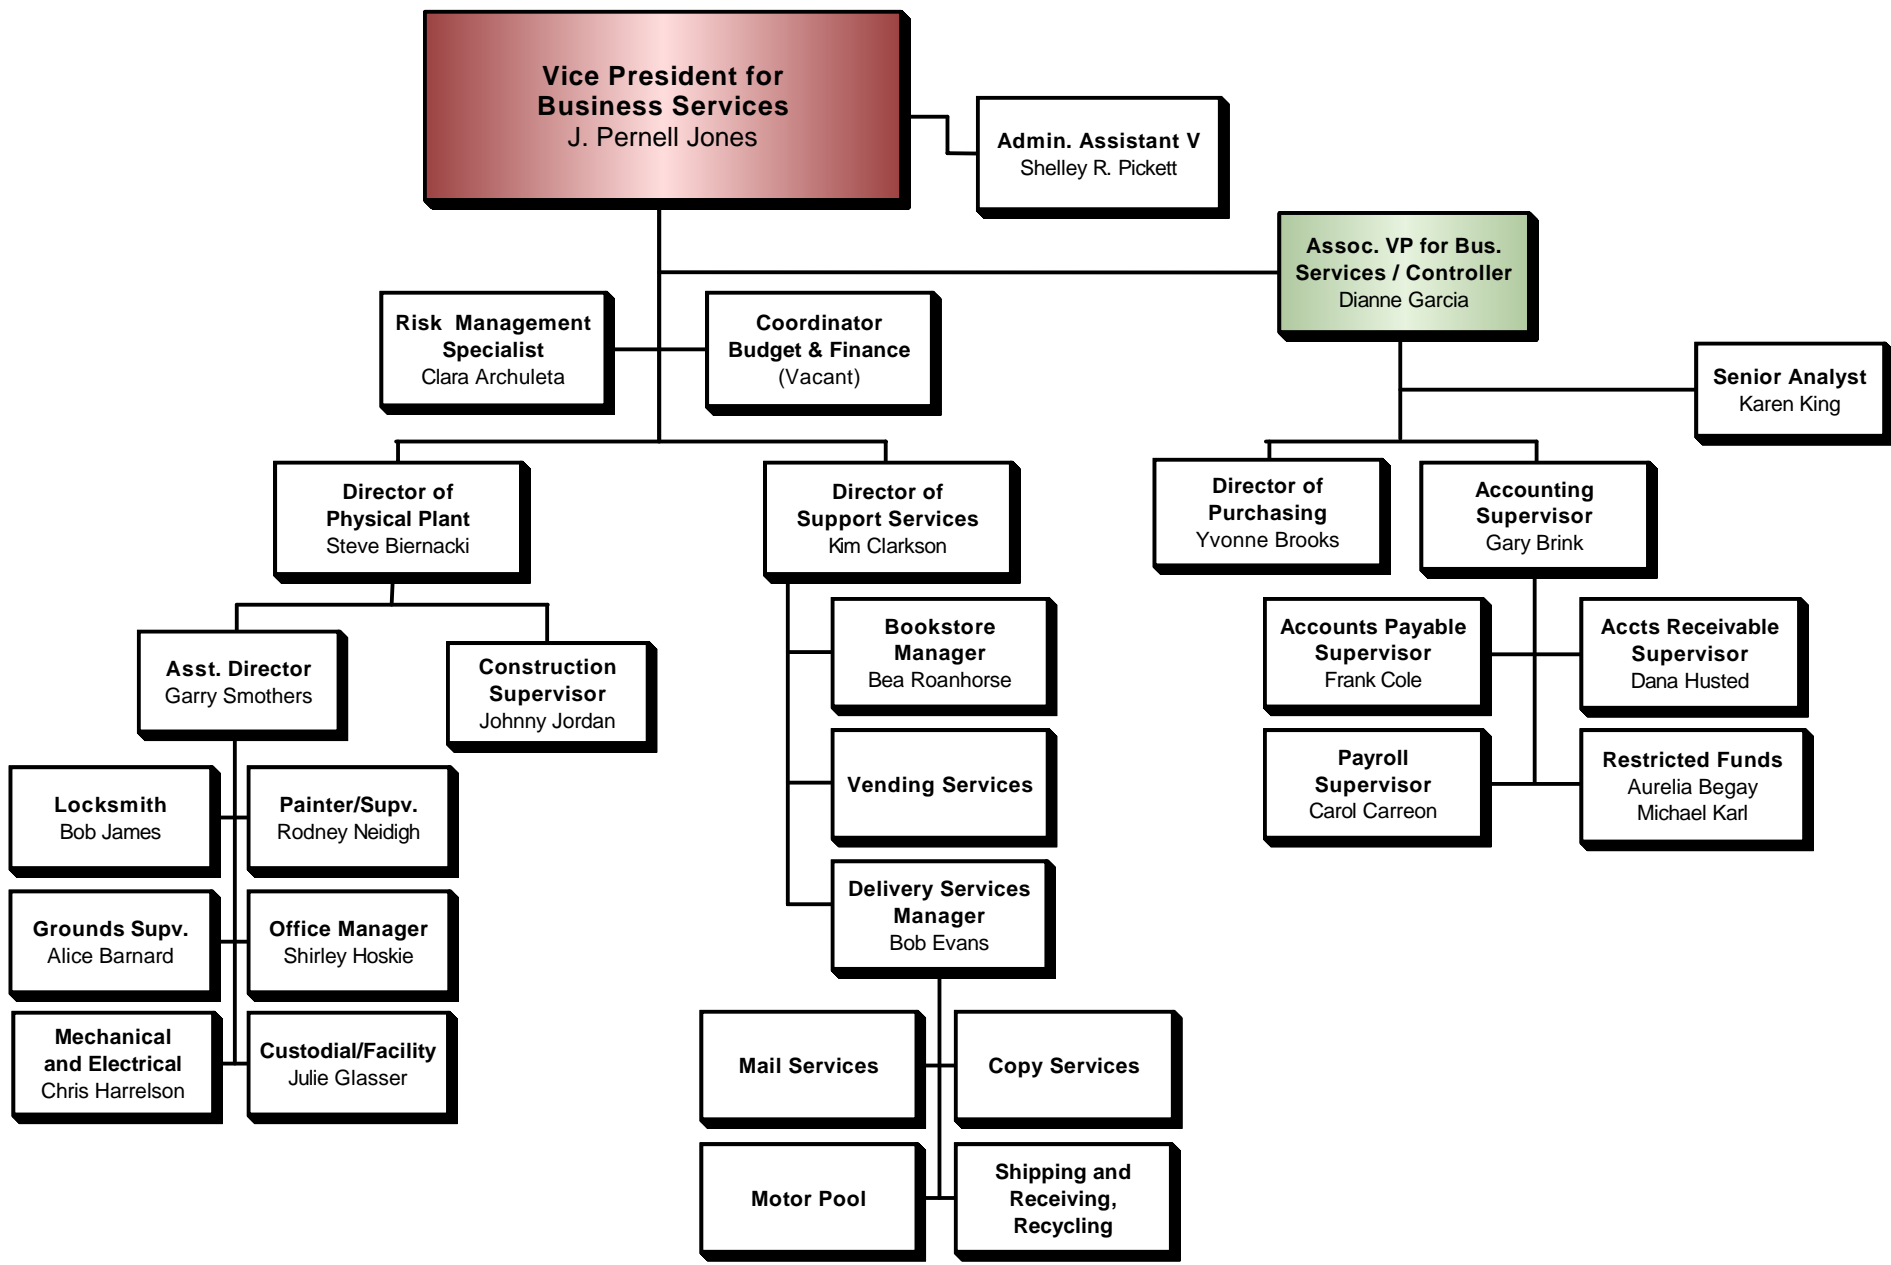 Vice President for
Business Services
J. Pernell Jones
Admin. Assistant V
Shelley R. Pickett
Assoc. VP for Bus.
Services / Controller
Dianne Garcia
Risk Management
Specialist
Clara Archuleta
Coordinator
Budget & Finance
(Vacant)
Senior Analyst
Karen King
Director of
Physical Plant
Steve Biernacki
Director of
Support Services
Kim Clarkson
Director of
Purchasing
Yvonne Brooks
Accounting
Supervisor
Gary Brink
Asst. Director
Garry Smothers
Construction
Supervisor
Johnny Jordan
Bookstore
Manager
Bea Roanhorse
Accounts Payable
Supervisor
Frank Cole
Accts Receivable
Supervisor
Dana Husted
Locksmith
Bob James
Painter/Supv.
Rodney Neidigh
Vending Services
Payroll
Supervisor
Carol Carreon
Restricted Funds
Aurelia Begay
Michael Karl
Grounds Supv.
Alice Barnard
Office Manager
Shirley Hoskie
Delivery Services
Manager
Bob Evans
Mechanical
and Electrical
Chris Harrelson
Custodial/Facility
Julie Glasser
Mail Services
Copy Services
Motor Pool
Shipping and
Receiving,
Recycling